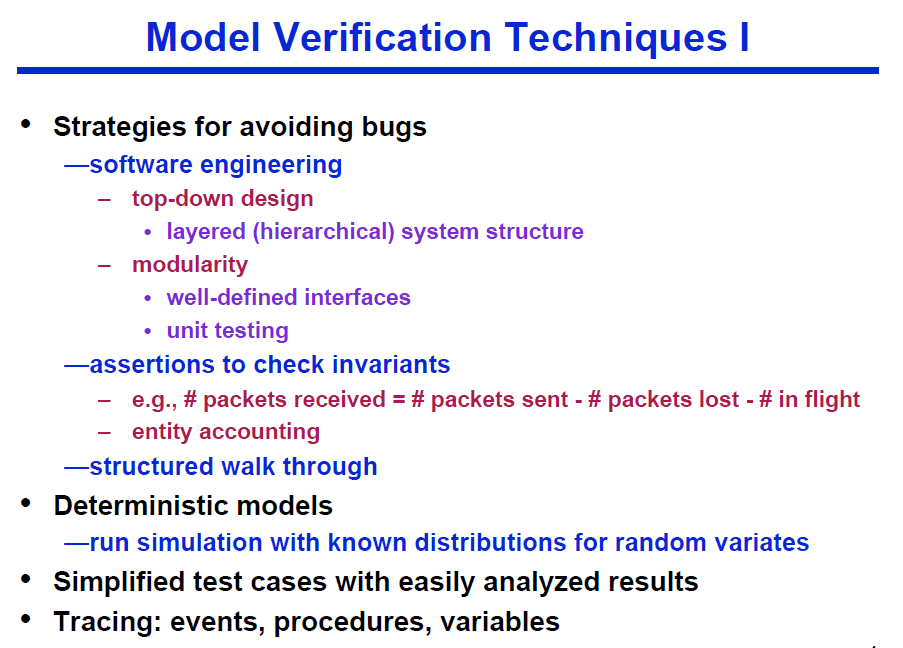 Model Verification Techniques I
• Strategies for avoiding bugs
—software engineering
– top-down design
• layered (hierarchical) system structure
– modularity
• well-defined interfaces
• unit testing
—assertions to check invariants
– e.g., # packets received = # packets sent - # packets lost - # in flight
– entity accounting
—structured walk through
• Deterministic models
—run simulation with known distributions for random variates
• Simplified test cases with easily analyzed results
• Tracing: events, procedures, variables